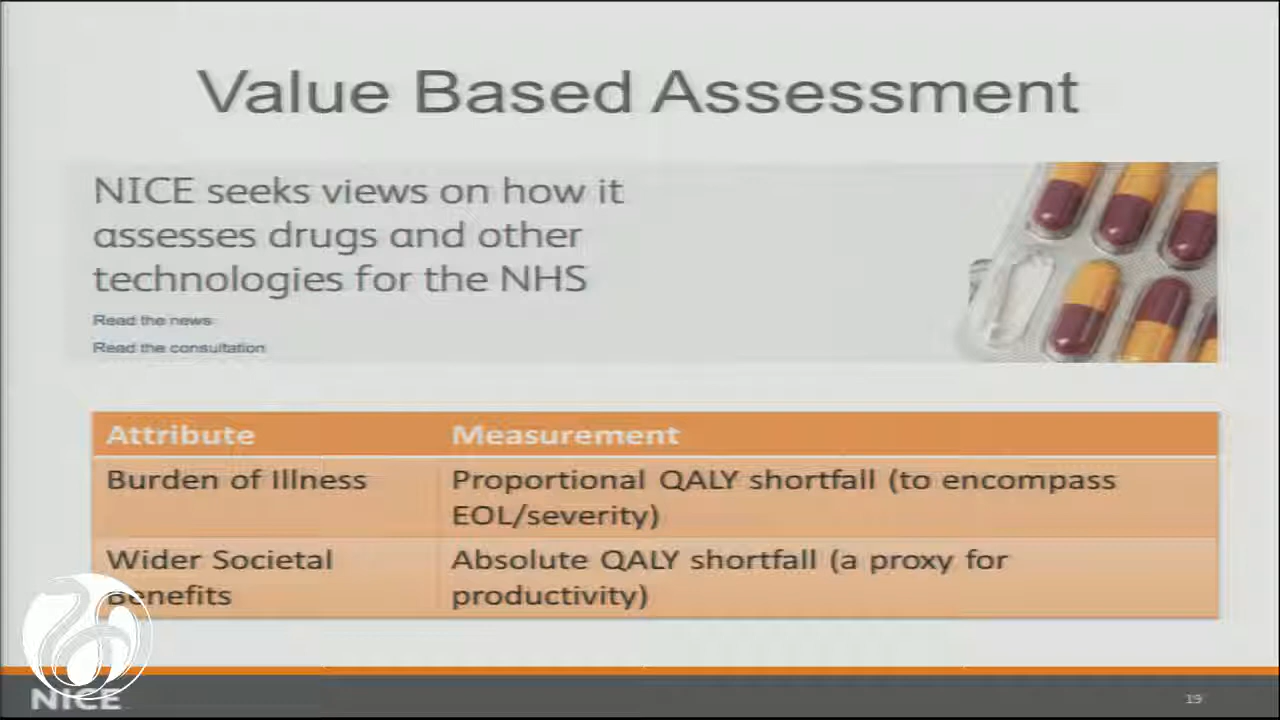 Value Based Assessment
NICE seeks views on how it
assesses drugs and other
technologies for the NHS
Read the news
Read the consultation
Attribute Measurement
Burden of Illness Proportional QALY shortfall (to encompass
EOL/severity)
Wider Societal Absolute QALY shortfall (a proxy for
Benefits productivity)
NICE 19